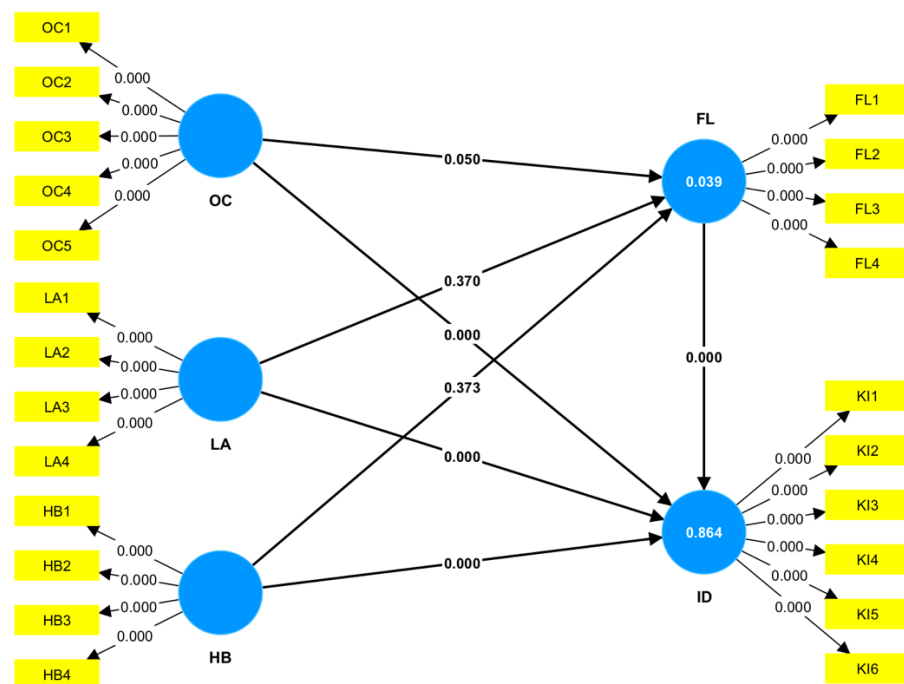 OC1
OC2
OC3
OC4
OC5
0.000
0.000
0.000
0.000
0.000
OC
LA1
LA2
LA3
LA4
0.000
0.000
0.000
0.000
LA
HB1
HB2
HB3
HB4
0.000
0.000
0.000
0.000
HB
0.050
0.370
0.000
0.373
0.000
0.000
0.000
FL
0.039
0.000
0.000
0.000
0.000
FL1
FL2
FL3
FL4
0.864
ID
0.000
0.000
0.000
0.000
0.000
0.000
KI1
KI2
KI3
KI4
KI5
KI6